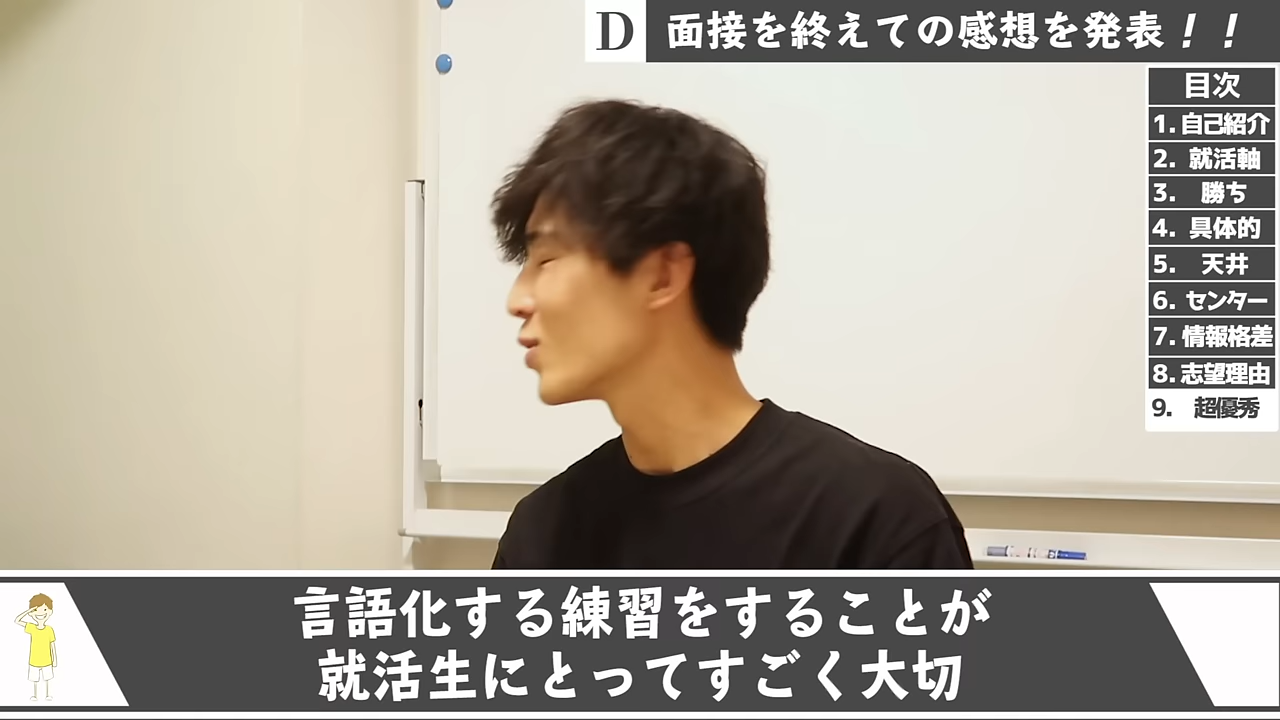 D 面接を終えての感想を発表！！
目次
1. 自己紹介
2. 就活軸
3. 勝ち
4. 具体的
5. 天井
6. センター
7. 情報格差
8. 志望理由
9. 超優秀
言語化する練習をすることが
就活生にとってすごく大切